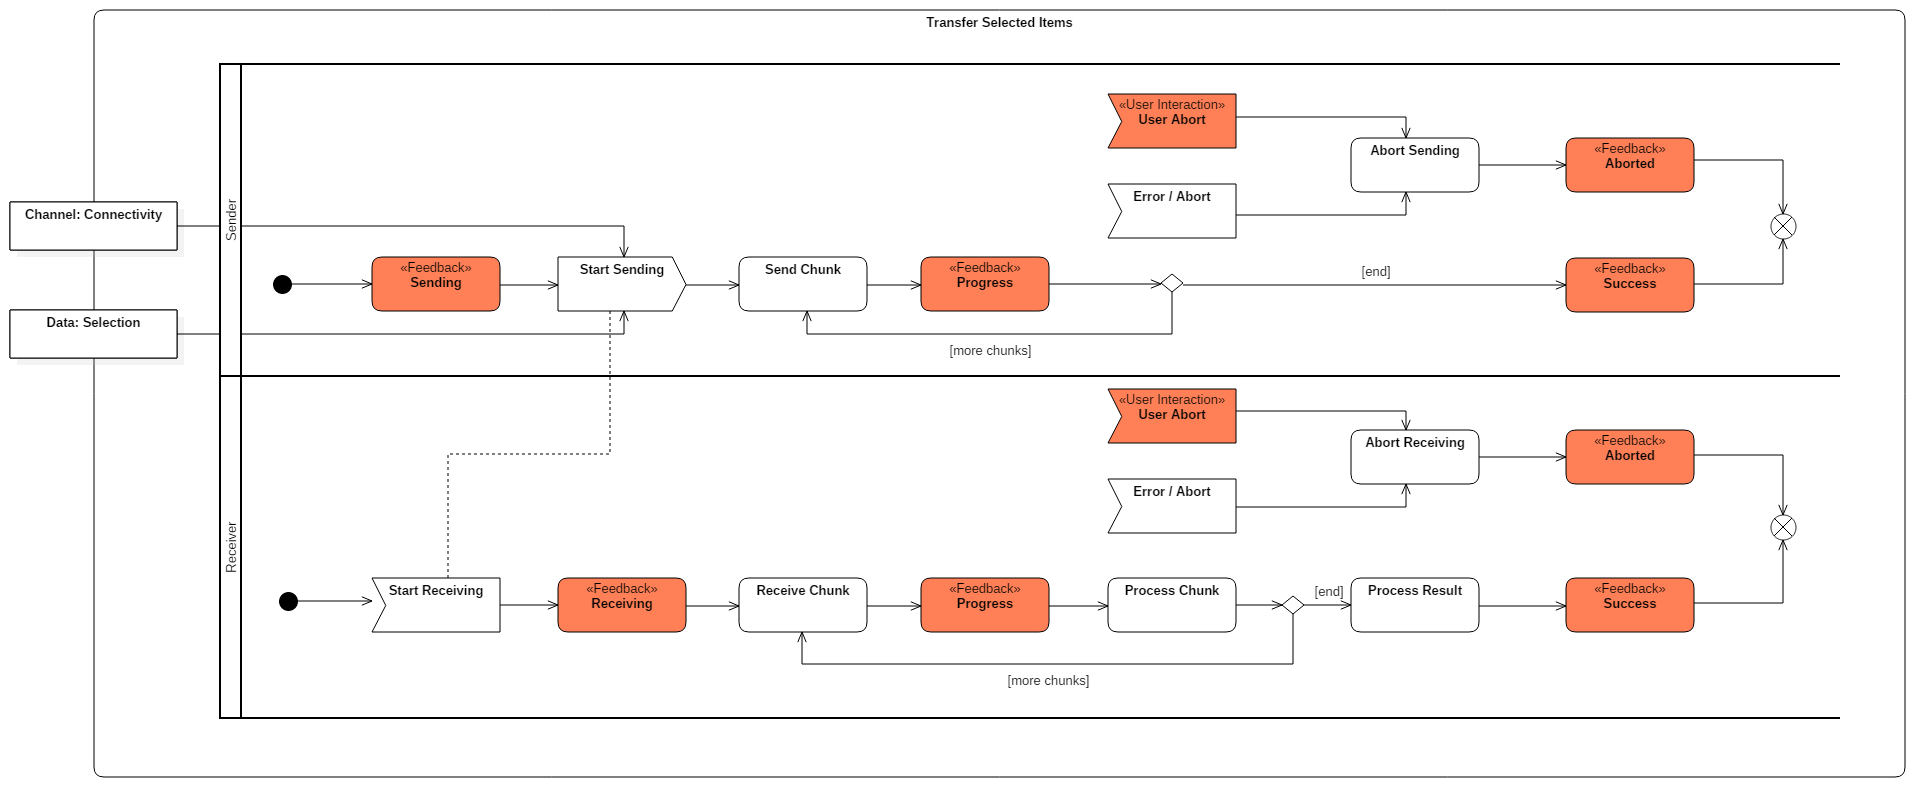 Transfer Selected Items
Channel: Connectivity
Data: Selection
Sender
«User Interaction»
User Abort
Error / Abort
Abort Sending
«Feedback»
Aborted
«Feedback»
Sending
Start Sending
Send Chunk
«Feedback»
Progress
[end]
«Feedback»
Success
[more chunks]
Receiver
«User Interaction»
User Abort
Error / Abort
Abort Receiving
«Feedback»
Aborted
Start Receiving
«Feedback»
Receiving
Receive Chunk
«Feedback»
Progress
Process Chunk
[end]
Process Result
«Feedback»
Success
[more chunks]